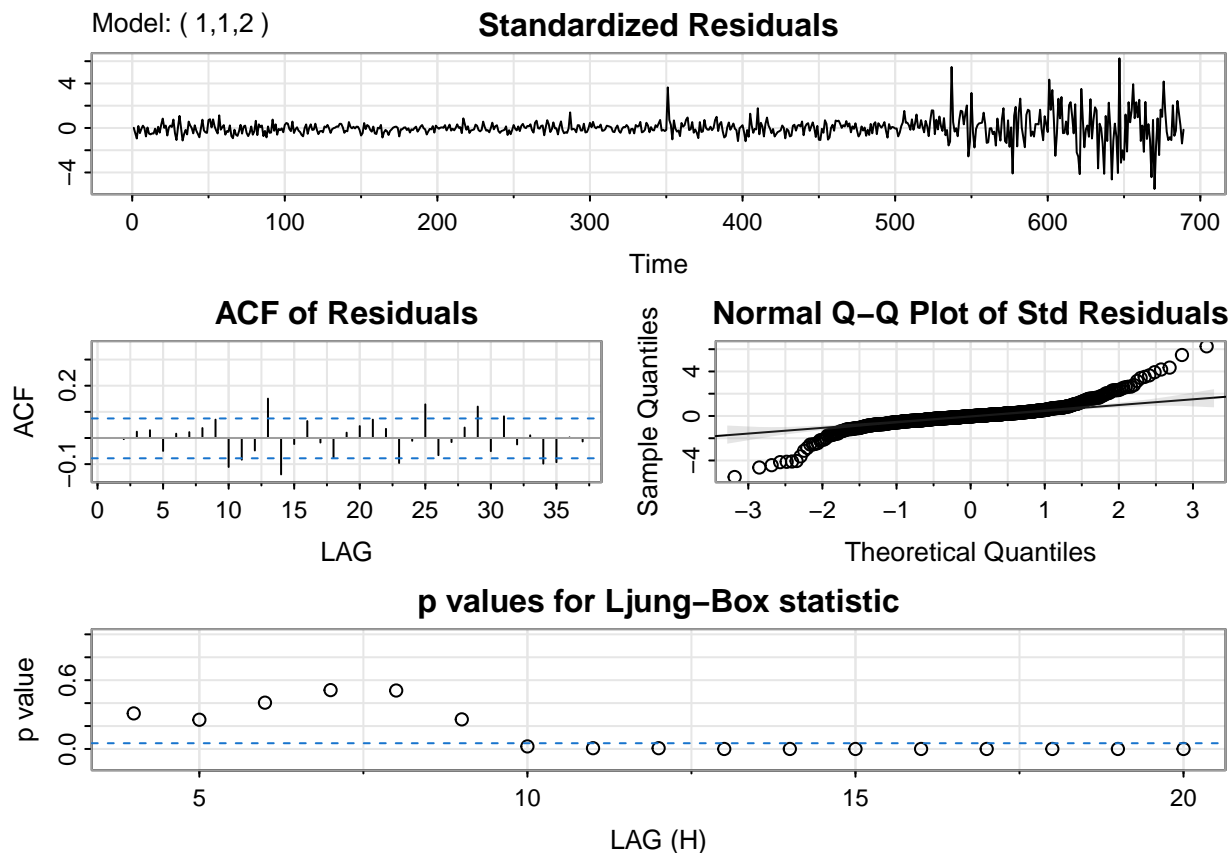 Model: ( 1,1,2 )
Standardized Residuals
4
0
−4
0 100 200 300 400 500 600 700
Time
ACF of Residuals
ACF
0.2
−0.1
0 5 10 15 20 25 30 35
LAG
Normal Q−Q Plot of Std Residuals
Sample Quantiles
4
0
−4
−3 −2 −1 0 1 2 3
Theoretical Quantiles
p values for Ljung−Box statistic
p value
0.6
0.0
5 10 15 20
LAG (H)